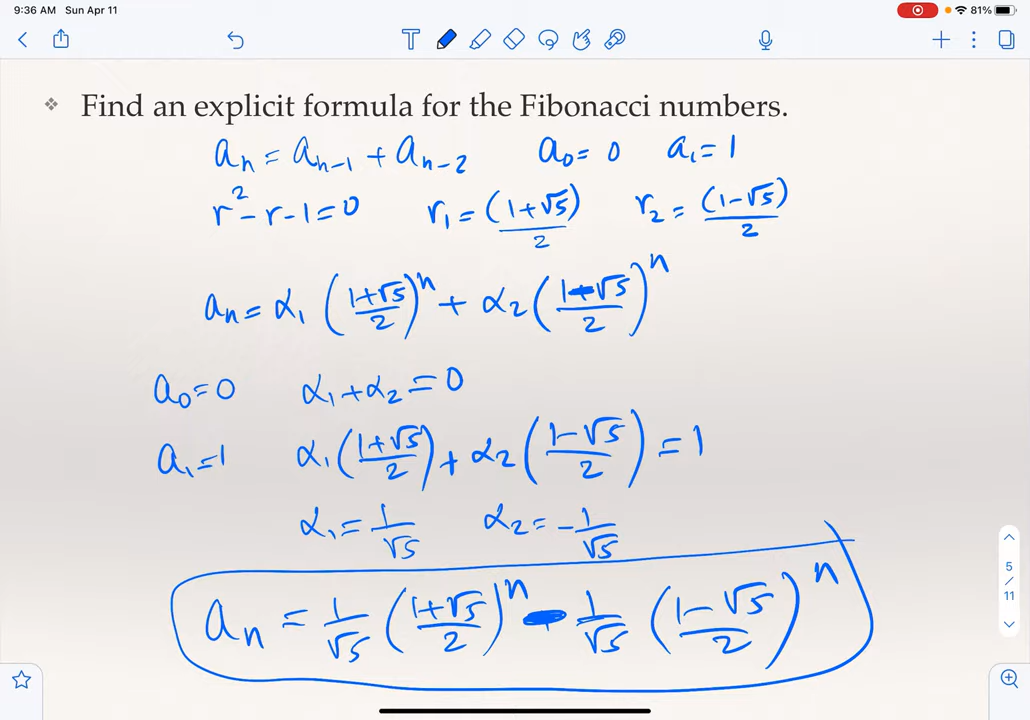 9:36 AM Sun Apr 11 81%
T
❖ Find an explicit formula for the Fibonacci numbers.
aₙ = aₙ₋₁ + aₙ₋₂ a₀ = 0 a₁ = 1
r² - r - 1 = 0 r₁ = (1+√5)/2 r₂ = (1-√5)/2
aₙ = α₁ ((1+√5)/2)ⁿ + α₂ ((1-√5)/2)ⁿ
a₀ = 0 α₁ + α₂ = 0
a₁ = 1 α₁ ((1+√5)/2) + α₂ ((1-√5)/2) = 1
α₁ = 1/√5 α₂ = -1/√5
aₙ = 1/√5 ((1+√5)/2)ⁿ - 1/√5 ((1-√5)/2)ⁿ
5
/
11